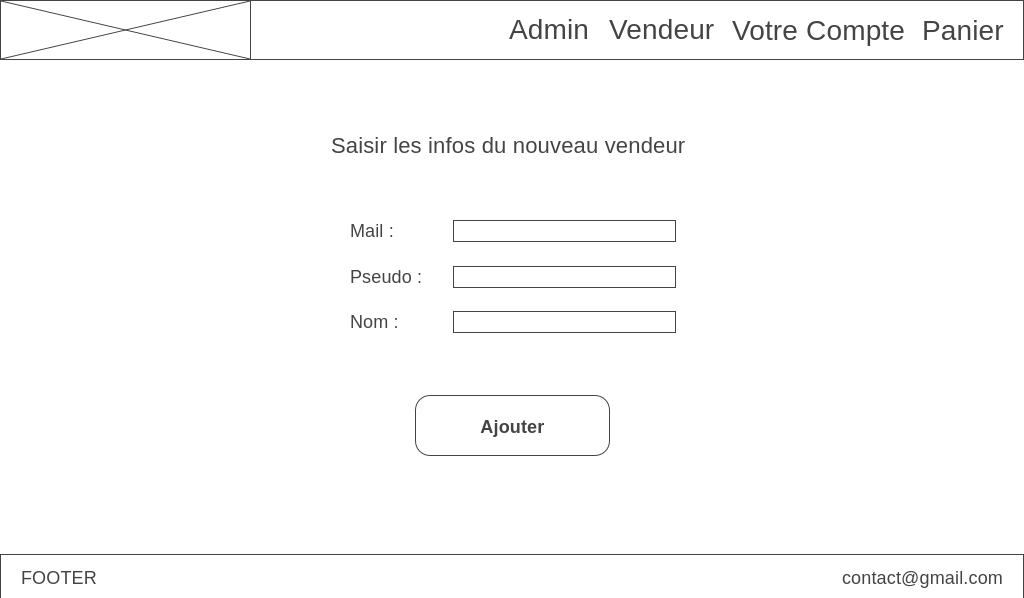 Admin Vendeur Votre Compte Panier
Saisir les infos du nouveau vendeur
Mail :
Pseudo :
Nom :
Ajouter
FOOTER contact@gmail.com